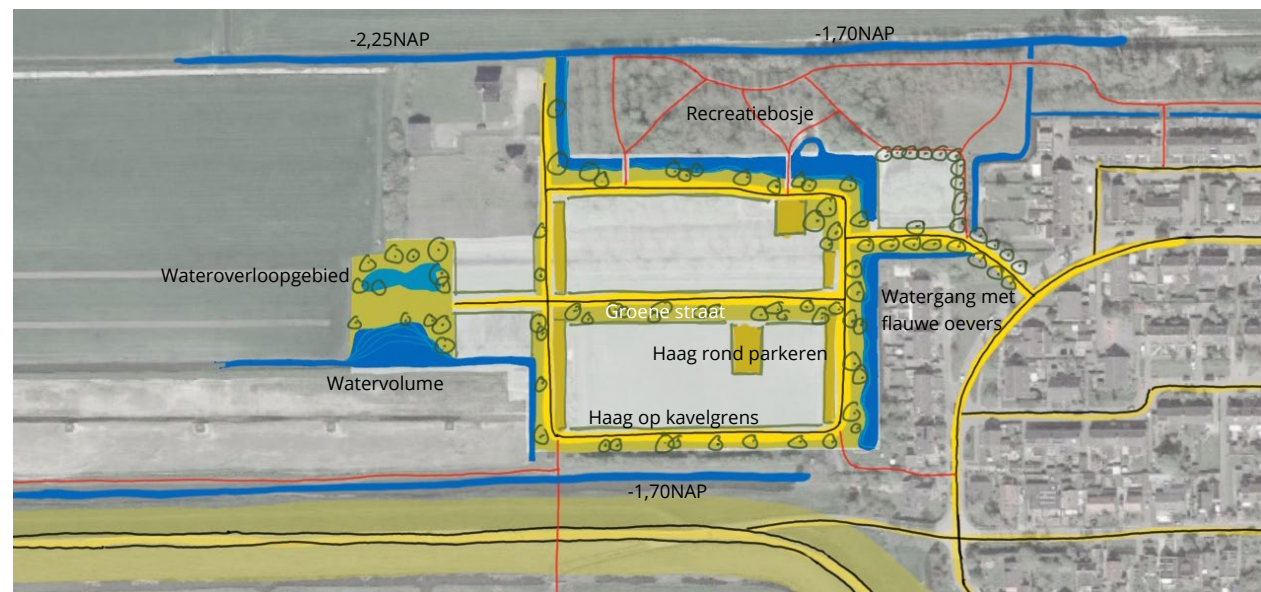 -2,25NAP
-1,70NAP
Recreatiebosje
Wateroverloopgebied
Watergang met
flauwe oevers
Groene straat
Haag rond parkeren
Watervolume
Haag op kavelgrens
-1,70NAP